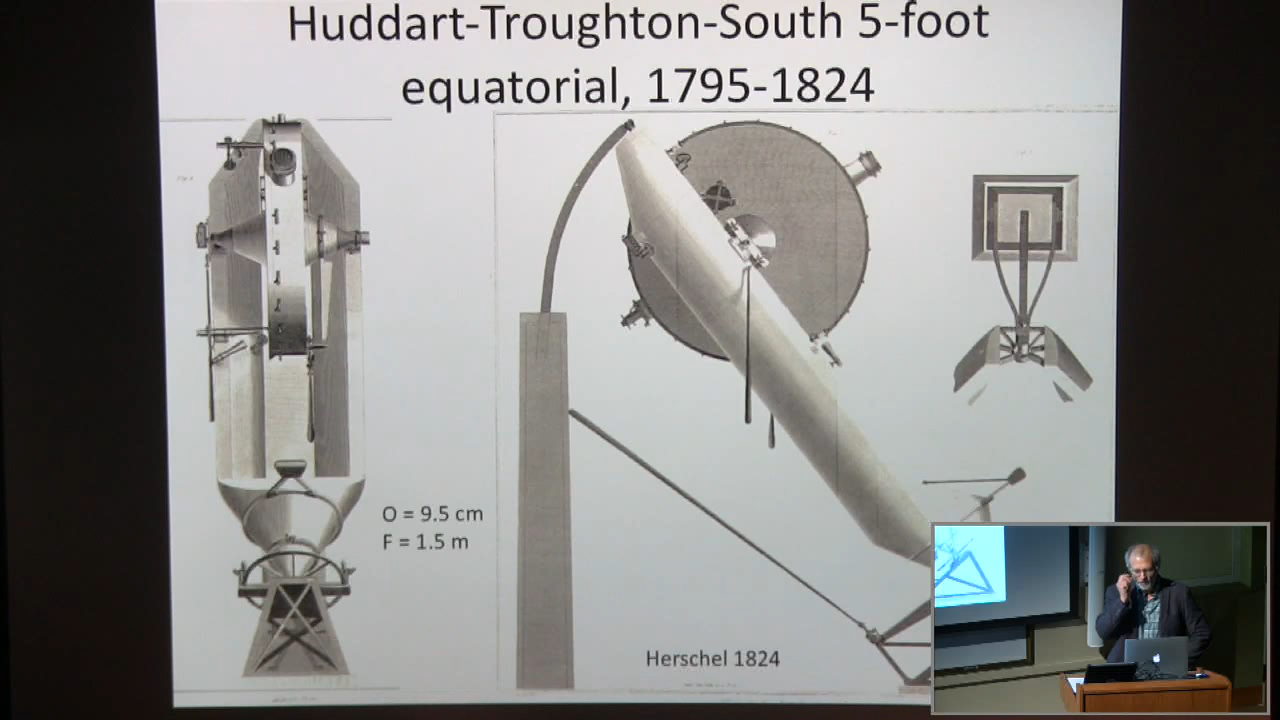 Huddart-Troughton-South 5-foot
equatorial, 1795-1824
O = 9.5 cm
F = 1.5 m
Herschel 1824